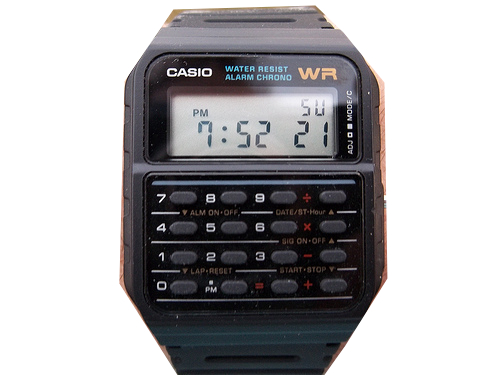 CASIO WATER RESIST WR
ALARM CHRONO
MODE/C
ADJ
PM SU
7:52 21
7 8 9 ÷
▼ ALM ON·OFF DATE/ST·Hour ▲
4 5 6 ×
SIG ON·OFF ▲
1 2 3 −
▼ LAP·RESET START·STOP ▼
0 PM = +